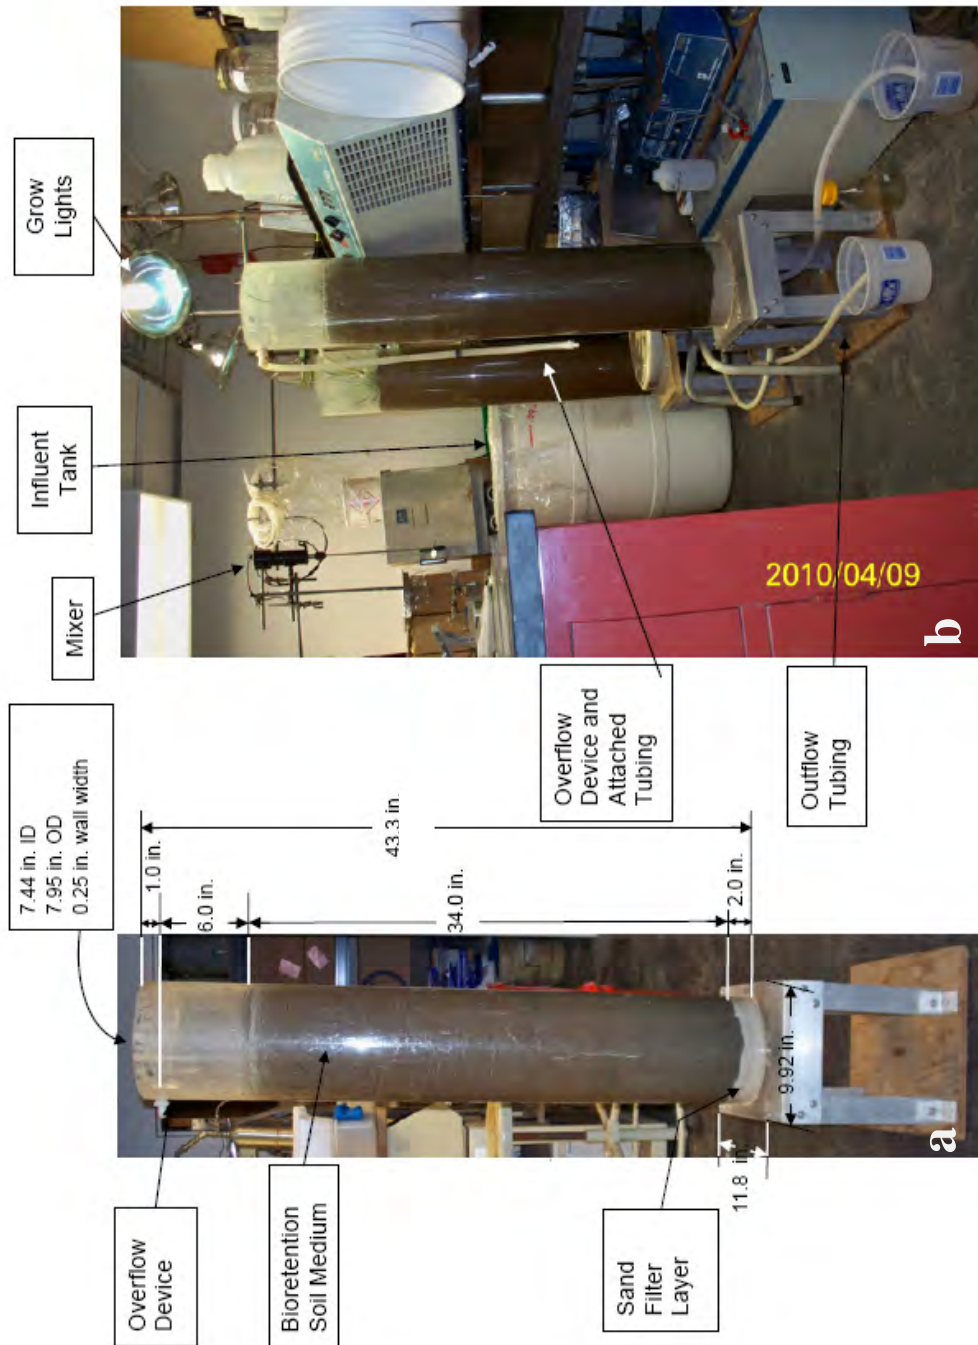 7.44 in. ID
7.95 in. OD
0.25 in. wall width
Overflow
Device
Bioretention
Soil Medium
Sand
Filter
Layer
1.0 in.
6.0 in.
34.0 in.
2.0 in.
43.3 in.
9.92 in.
11.8 in.
a
Mixer
Influent
Tank
Grow
Lights
Overflow
Device and
Attached
Tubing
Outflow
Tubing
2010/04/09
b